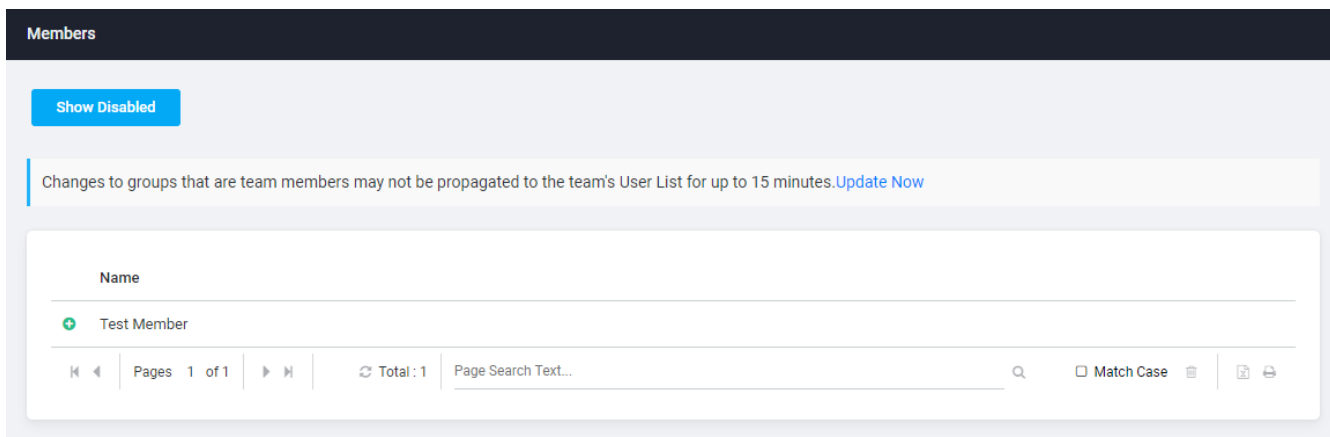 Members
Show Disabled
Changes to groups that are team members may not be propagated to the team's User List for up to 15 minutes.Update Now
Name
Test Member
Pages 1 of 1 Total : 1 Page Search Text... Match Case